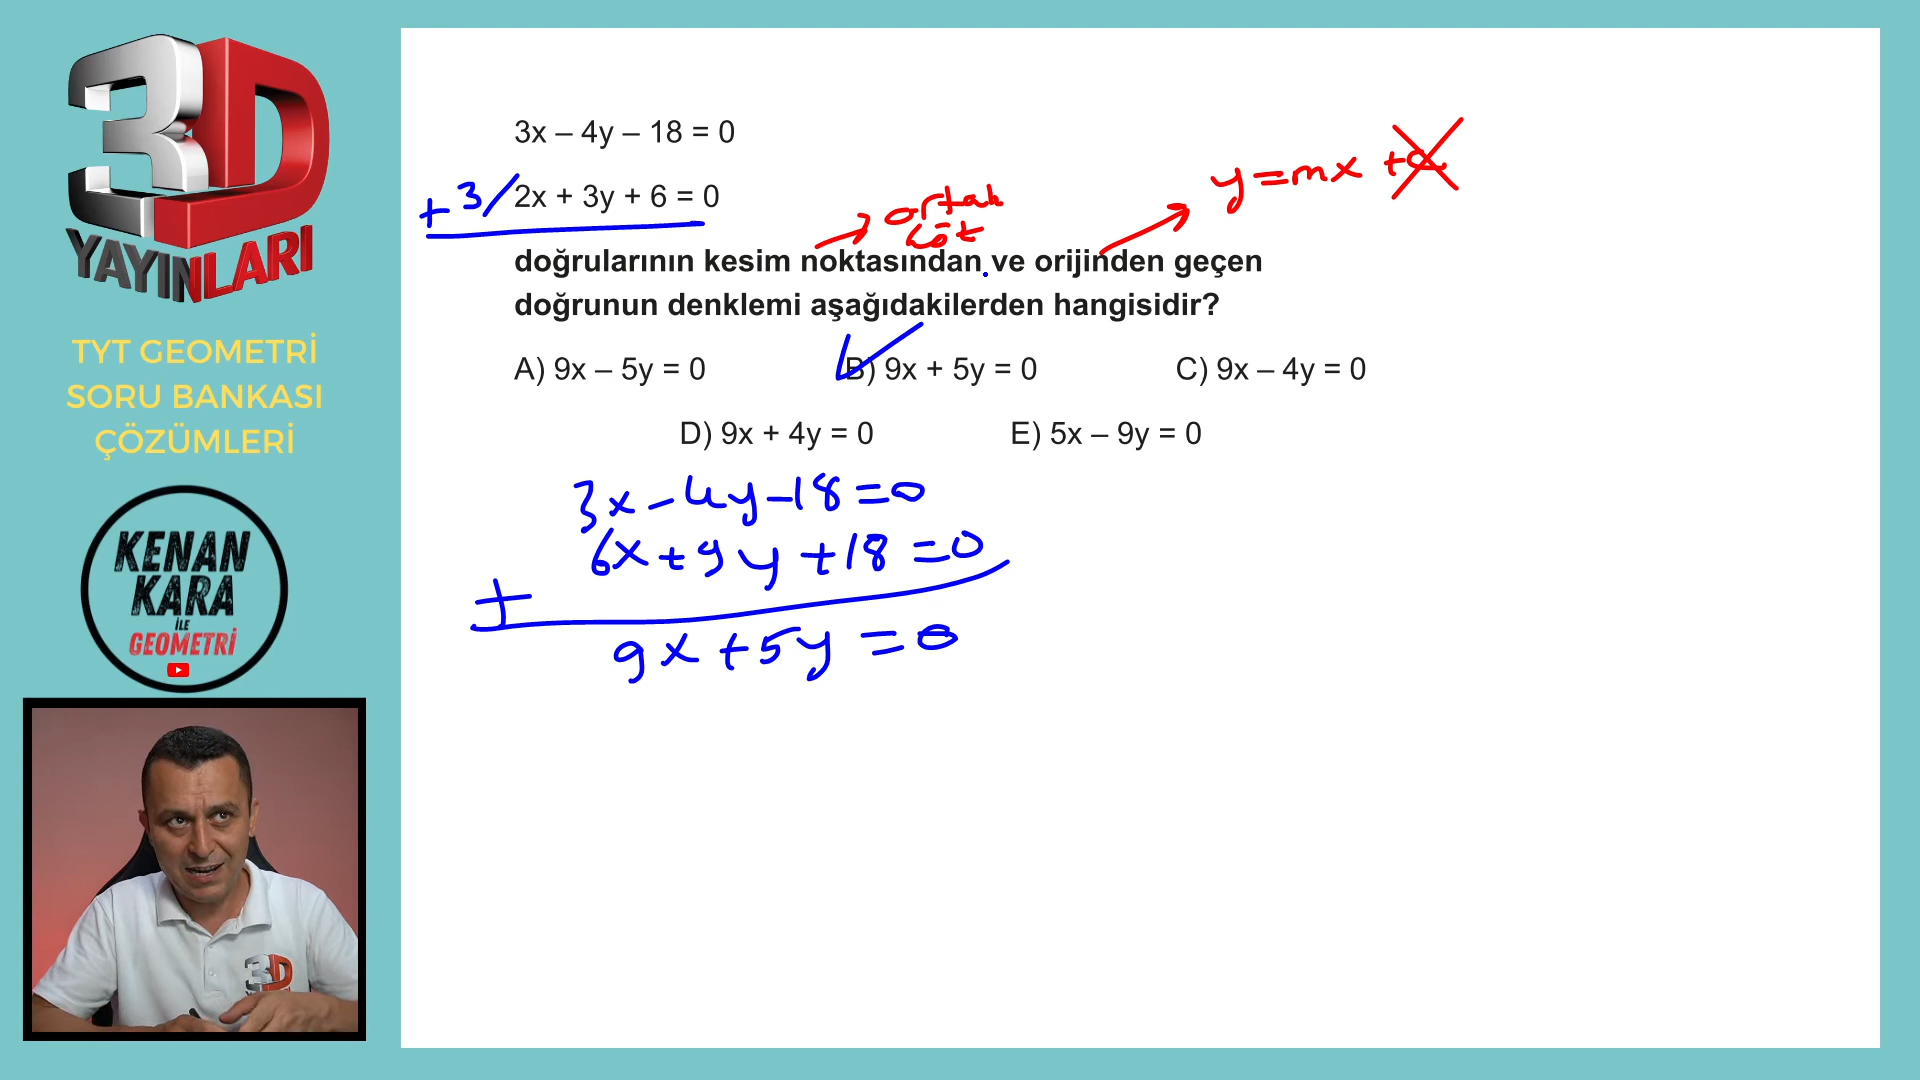 3D
YAYINLARI
TYT GEOMETRİ
SORU BANKASI
ÇÖZÜMLERİ
KENAN
KARA
İLE
GEOMETRİ
3x – 4y – 18 = 0
+3/ 2x + 3y + 6 = 0
ortak
çöz
y=mx +a
doğrularının kesim noktasından ve orijinden geçen
doğrunun denklemi aşağıdakilerden hangisidir?
A) 9x – 5y = 0 B) 9x + 5y = 0 C) 9x – 4y = 0
D) 9x + 4y = 0 E) 5x – 9y = 0
3x-4y-18=0
6x+9y+18=0
+
9x+5y=0
3D